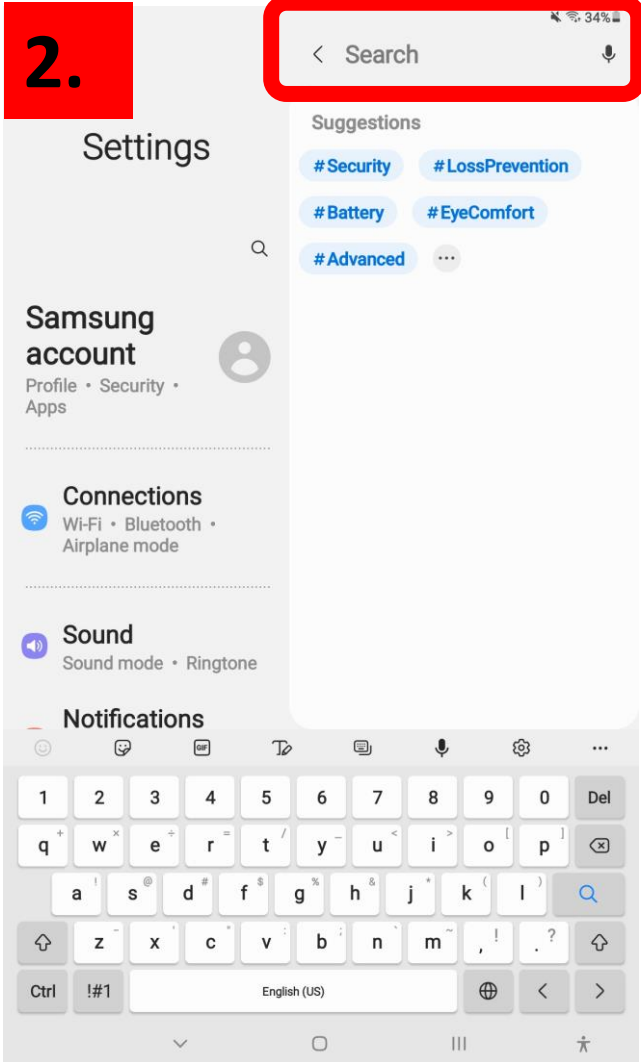 2.
34%
Search
Suggestions
#Security #LossPrevention
#Battery #EyeComfort
#Advanced ...
Settings
Samsung
account
Profile • Security •
Apps
Connections
Wi-Fi • Bluetooth •
Airplane mode
Sound
Sound mode • Ringtone
Notifications
GIF T ...
1 2 3 4 5 6 7 8 9 0 Del
q + w × e ÷ r = t / y _ u < i > o [ p ]
a ! s @ d # f $ g % h & j * k ( l )
z - x ' c " v : b ; n ` m ~ , ! . ?
Ctrl !#1 English (US) < >